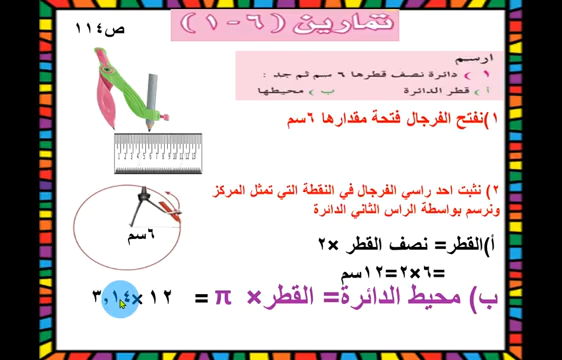 ص١١٤
تمارين ( ٦ - ١ )
ارسم
١ > دائرة نصف قطرها ٦ سم ثم جد :
أ > قطر الدائرة ب > محيطها
١)نفتح الفرجال فتحة مقدارها ٦سم
٢) نثبت احد راسي الفرجال في النقطة التي تمثل المركز
ونرسم بواسطة الراس الثاني الدائرة
٦سم
أ)القطر= نصف القطر ×٢
=٦×٢=١٢سم
ب) محيط الدائرة= القطر× π = ١٢ ×٣,١٤